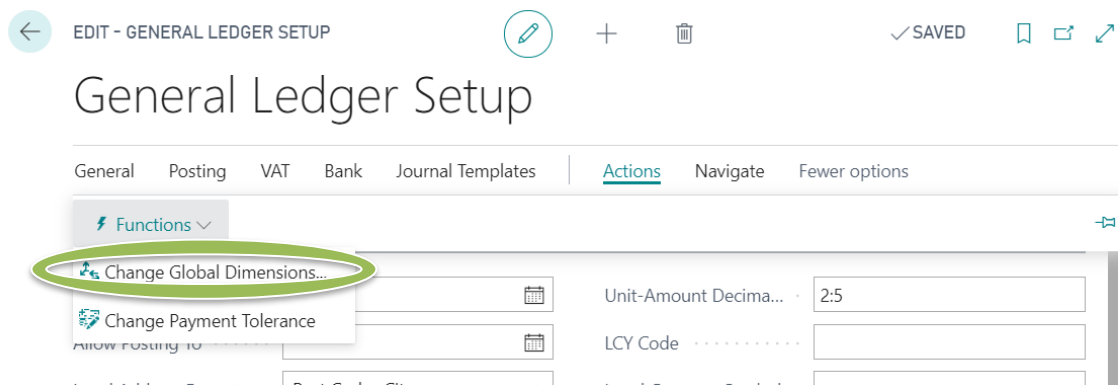 EDIT - GENERAL LEDGER SETUP
SAVED
General Ledger Setup
General Posting VAT Bank Journal Templates Actions Navigate Fewer options
Functions
Change Global Dimensions...
Unit-Amount Decima... 2:5
Change Payment Tolerance
Allow Posting To
LCY Code